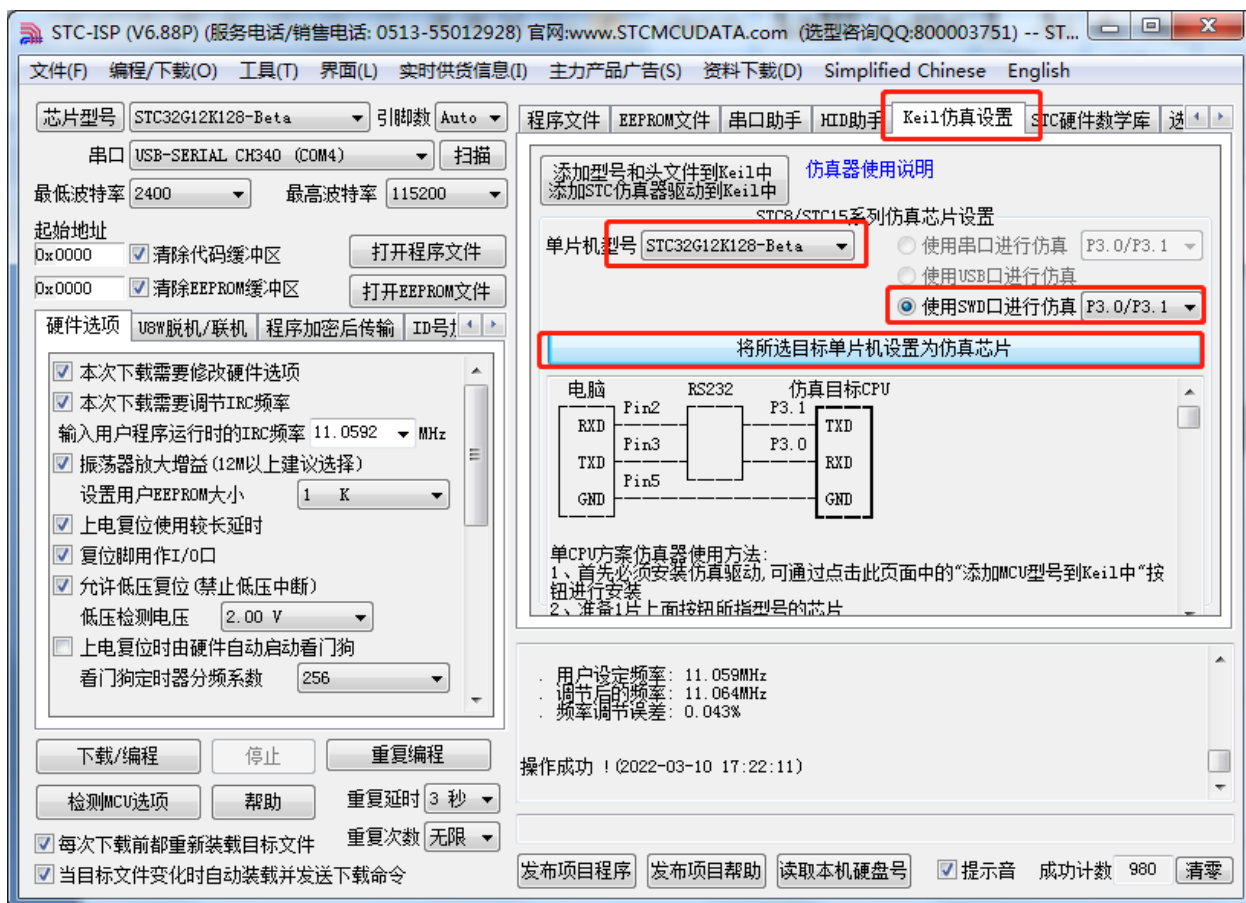 STC-ISP (V6.88P) (服务电话/销售电话: 0513-55012928) 官网:www.STCMCUDATA.com (选型咨询QQ:800003751) -- ST...
文件(F) 编程/下载(O) 工具(T) 界面(L) 实时供货信息(I) 主力产品广告(S) 资料下载(D) Simplified Chinese English
芯片型号 STC32G12K128-Beta 引脚数 Auto
串口 USB-SERIAL CH340 (COM4) 扫描
最低波特率 2400 最高波特率 115200
起始地址
0x0000 清除代码缓冲区 打开程序文件
0x0000 清除EEPROM缓冲区 打开EEPROM文件
硬件选项 U8W脱机/联机 程序加密后传输 ID号
本次下载需要修改硬件选项
本次下载需要调节IRC频率
输入用户程序运行时的IRC频率 11.0592 MHz
振荡器放大增益(12M以上建议选择)
设置用户EEPROM大小 1 K
上电复位使用较长延时
复位脚用作I/O口
允许低压复位(禁止低压中断)
低压检测电压 2.00 V
上电复位时由硬件自动启动看门狗
看门狗定时器分频系数 256
下载/编程 停止 重复编程
检测MCU选项 帮助 重复延时 3 秒
每次下载前都重新装载目标文件 重复次数 无限
当目标文件变化时自动装载并发送下载命令
程序文件 EEPROM文件 串口助手 HID助手 Keil仿真设置 STC硬件数学库 选
添加型号和头文件到Keil中
添加STC仿真器驱动到Keil中
仿真器使用说明
STC8/STC15系列仿真芯片设置
单片机型号 STC32G12K128-Beta 使用串口进行仿真 P3.0/P3.1
使用USB口进行仿真
使用SWD口进行仿真 P3.0/P3.1
将所选目标单片机设置为仿真芯片
电脑 RS232 仿真目标CPU
Pin2 P3.1
RXD TXD
Pin3 P3.0
TXD RXD
Pin5
GND GND
单CPU方案仿真器使用方法:
1、首先必须安装仿真驱动,可通过点击此页面中的“添加MCU型号到Keil中“按
钮进行安装
2、准备1片上面按钮所指型号的芯片
. 用户设定频率: 11.059MHz
. 调节后的频率: 11.064MHz
. 频率调节误差: 0.043%
操作成功 !(2022-03-10 17:22:11)
发布项目程序 发布项目帮助 读取本机硬盘号 提示音 成功计数 980 清零